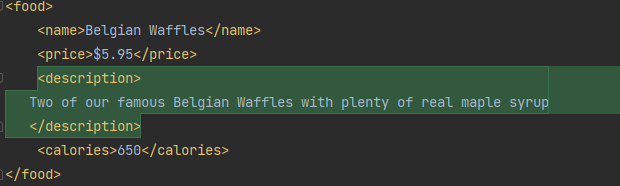 <food>
<name>Belgian Waffles</name>
<price>$5.95</price>
<description>
Two of our famous Belgian Waffles with plenty of real maple syrup
</description>
<calories>650</calories>
</food>